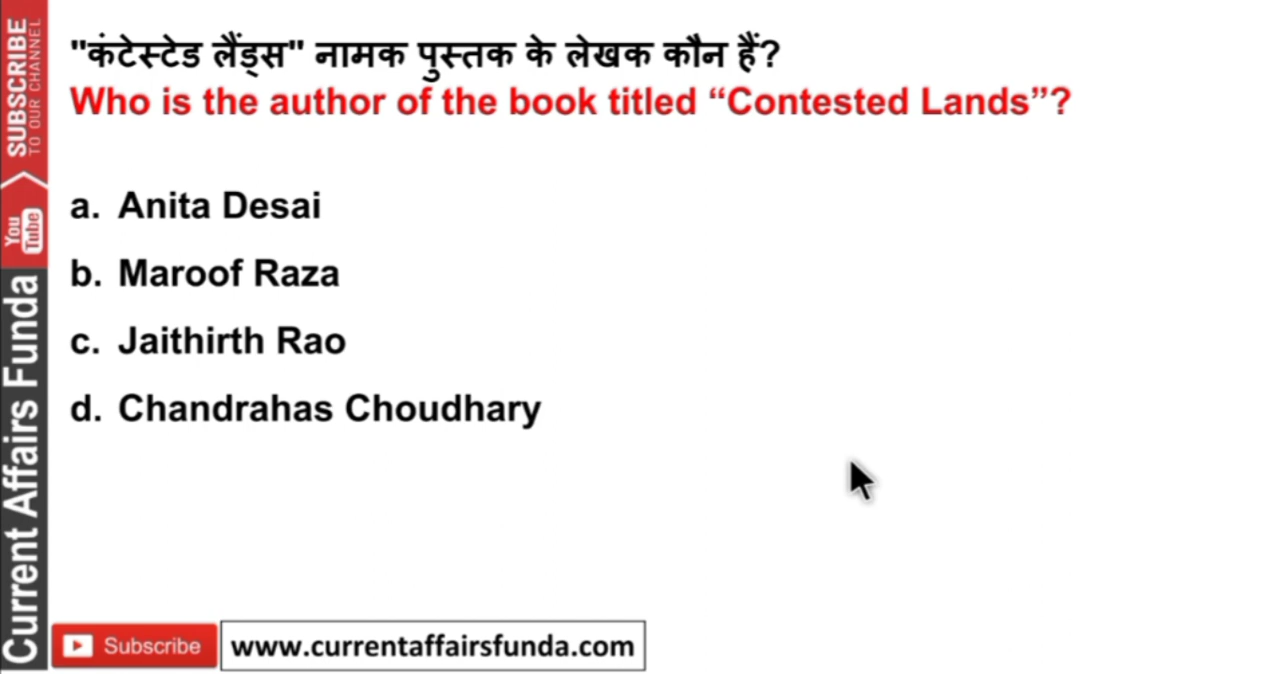 "कंटेस्टेड लैंड्स" नामक पुस्तक के लेखक कौन हैं?
Who is the author of the book titled “Contested Lands”?
a. Anita Desai
b. Maroof Raza
c. Jaithirth Rao
d. Chandrahas Choudhary
SUBSCRIBE
TO OUR CHANNEL
You
Tube
Current Affairs Funda
Subscribe
www.currentaffairsfunda.com